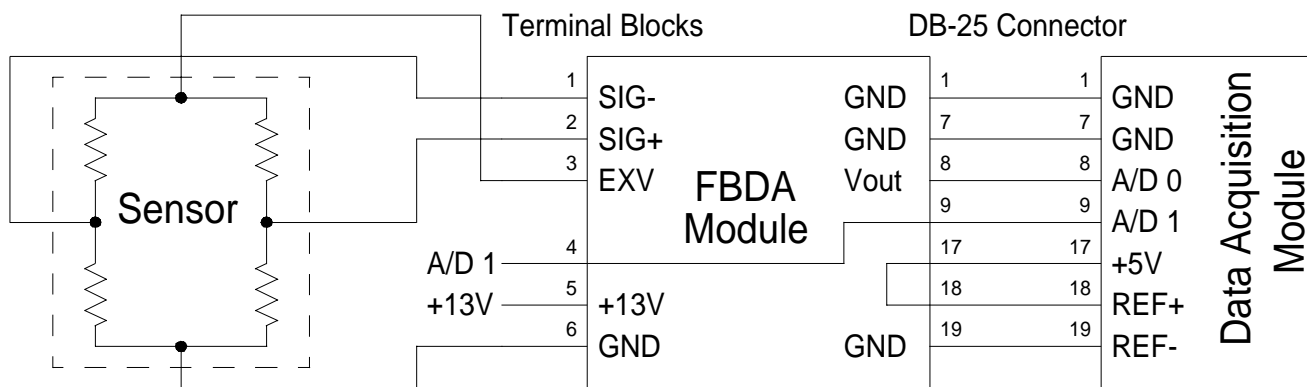 Terminal Blocks DB-25 Connector
1 SIG- GND 1 1 GND
2 SIG+ GND 7 7 GND
3 EXV Vout 8 8 A/D 0
Sensor FBDA Module 9 9 A/D 1
A/D 1 4 17 17 +5V
+13V 5 +13V 18 18 REF+
6 GND GND 19 19 REF-
Data Acquisition
Module